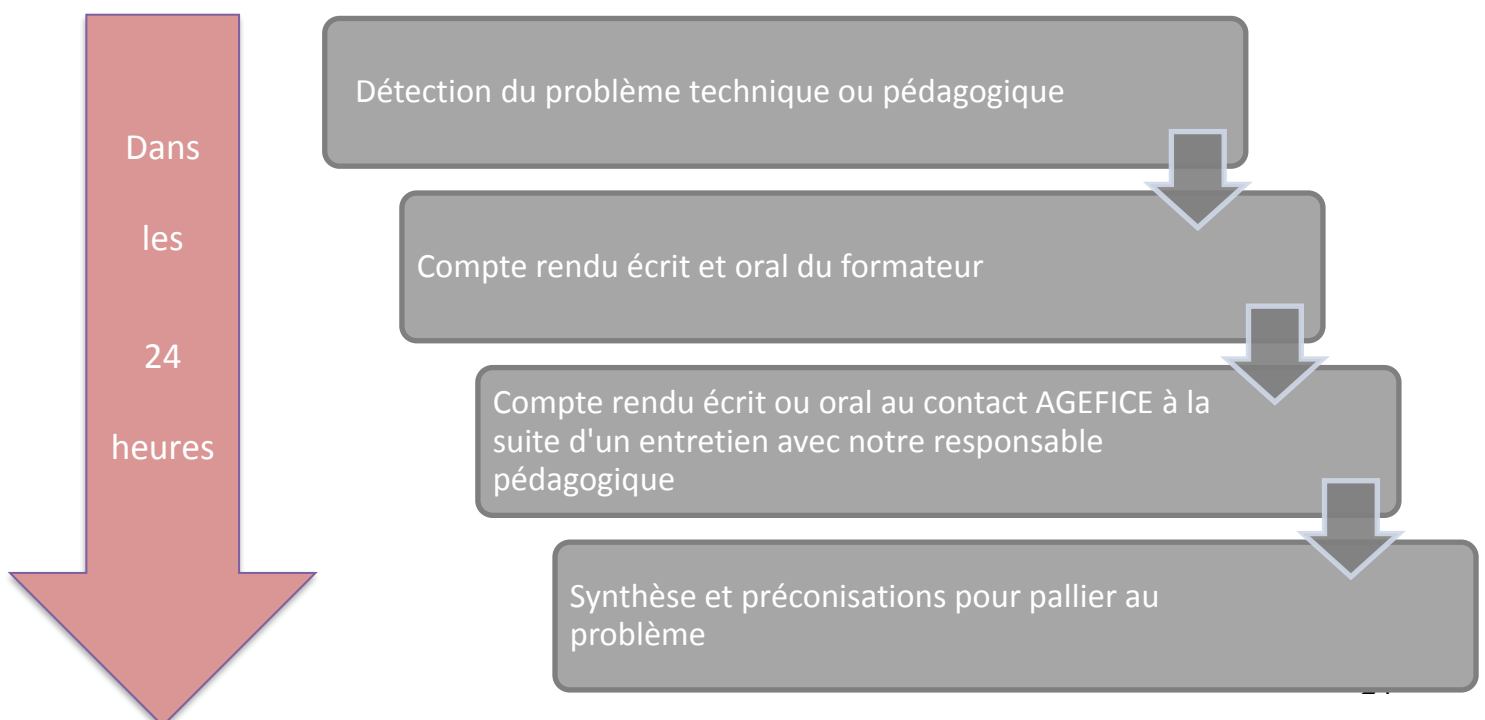 Dans
les
24
heures
Détection du problème technique ou pédagogique
Compte rendu écrit et oral du formateur
Compte rendu écrit ou oral au contact AGEFICE à la
suite d'un entretien avec notre responsable
pédagogique
Synthèse et préconisations pour pallier au
problème